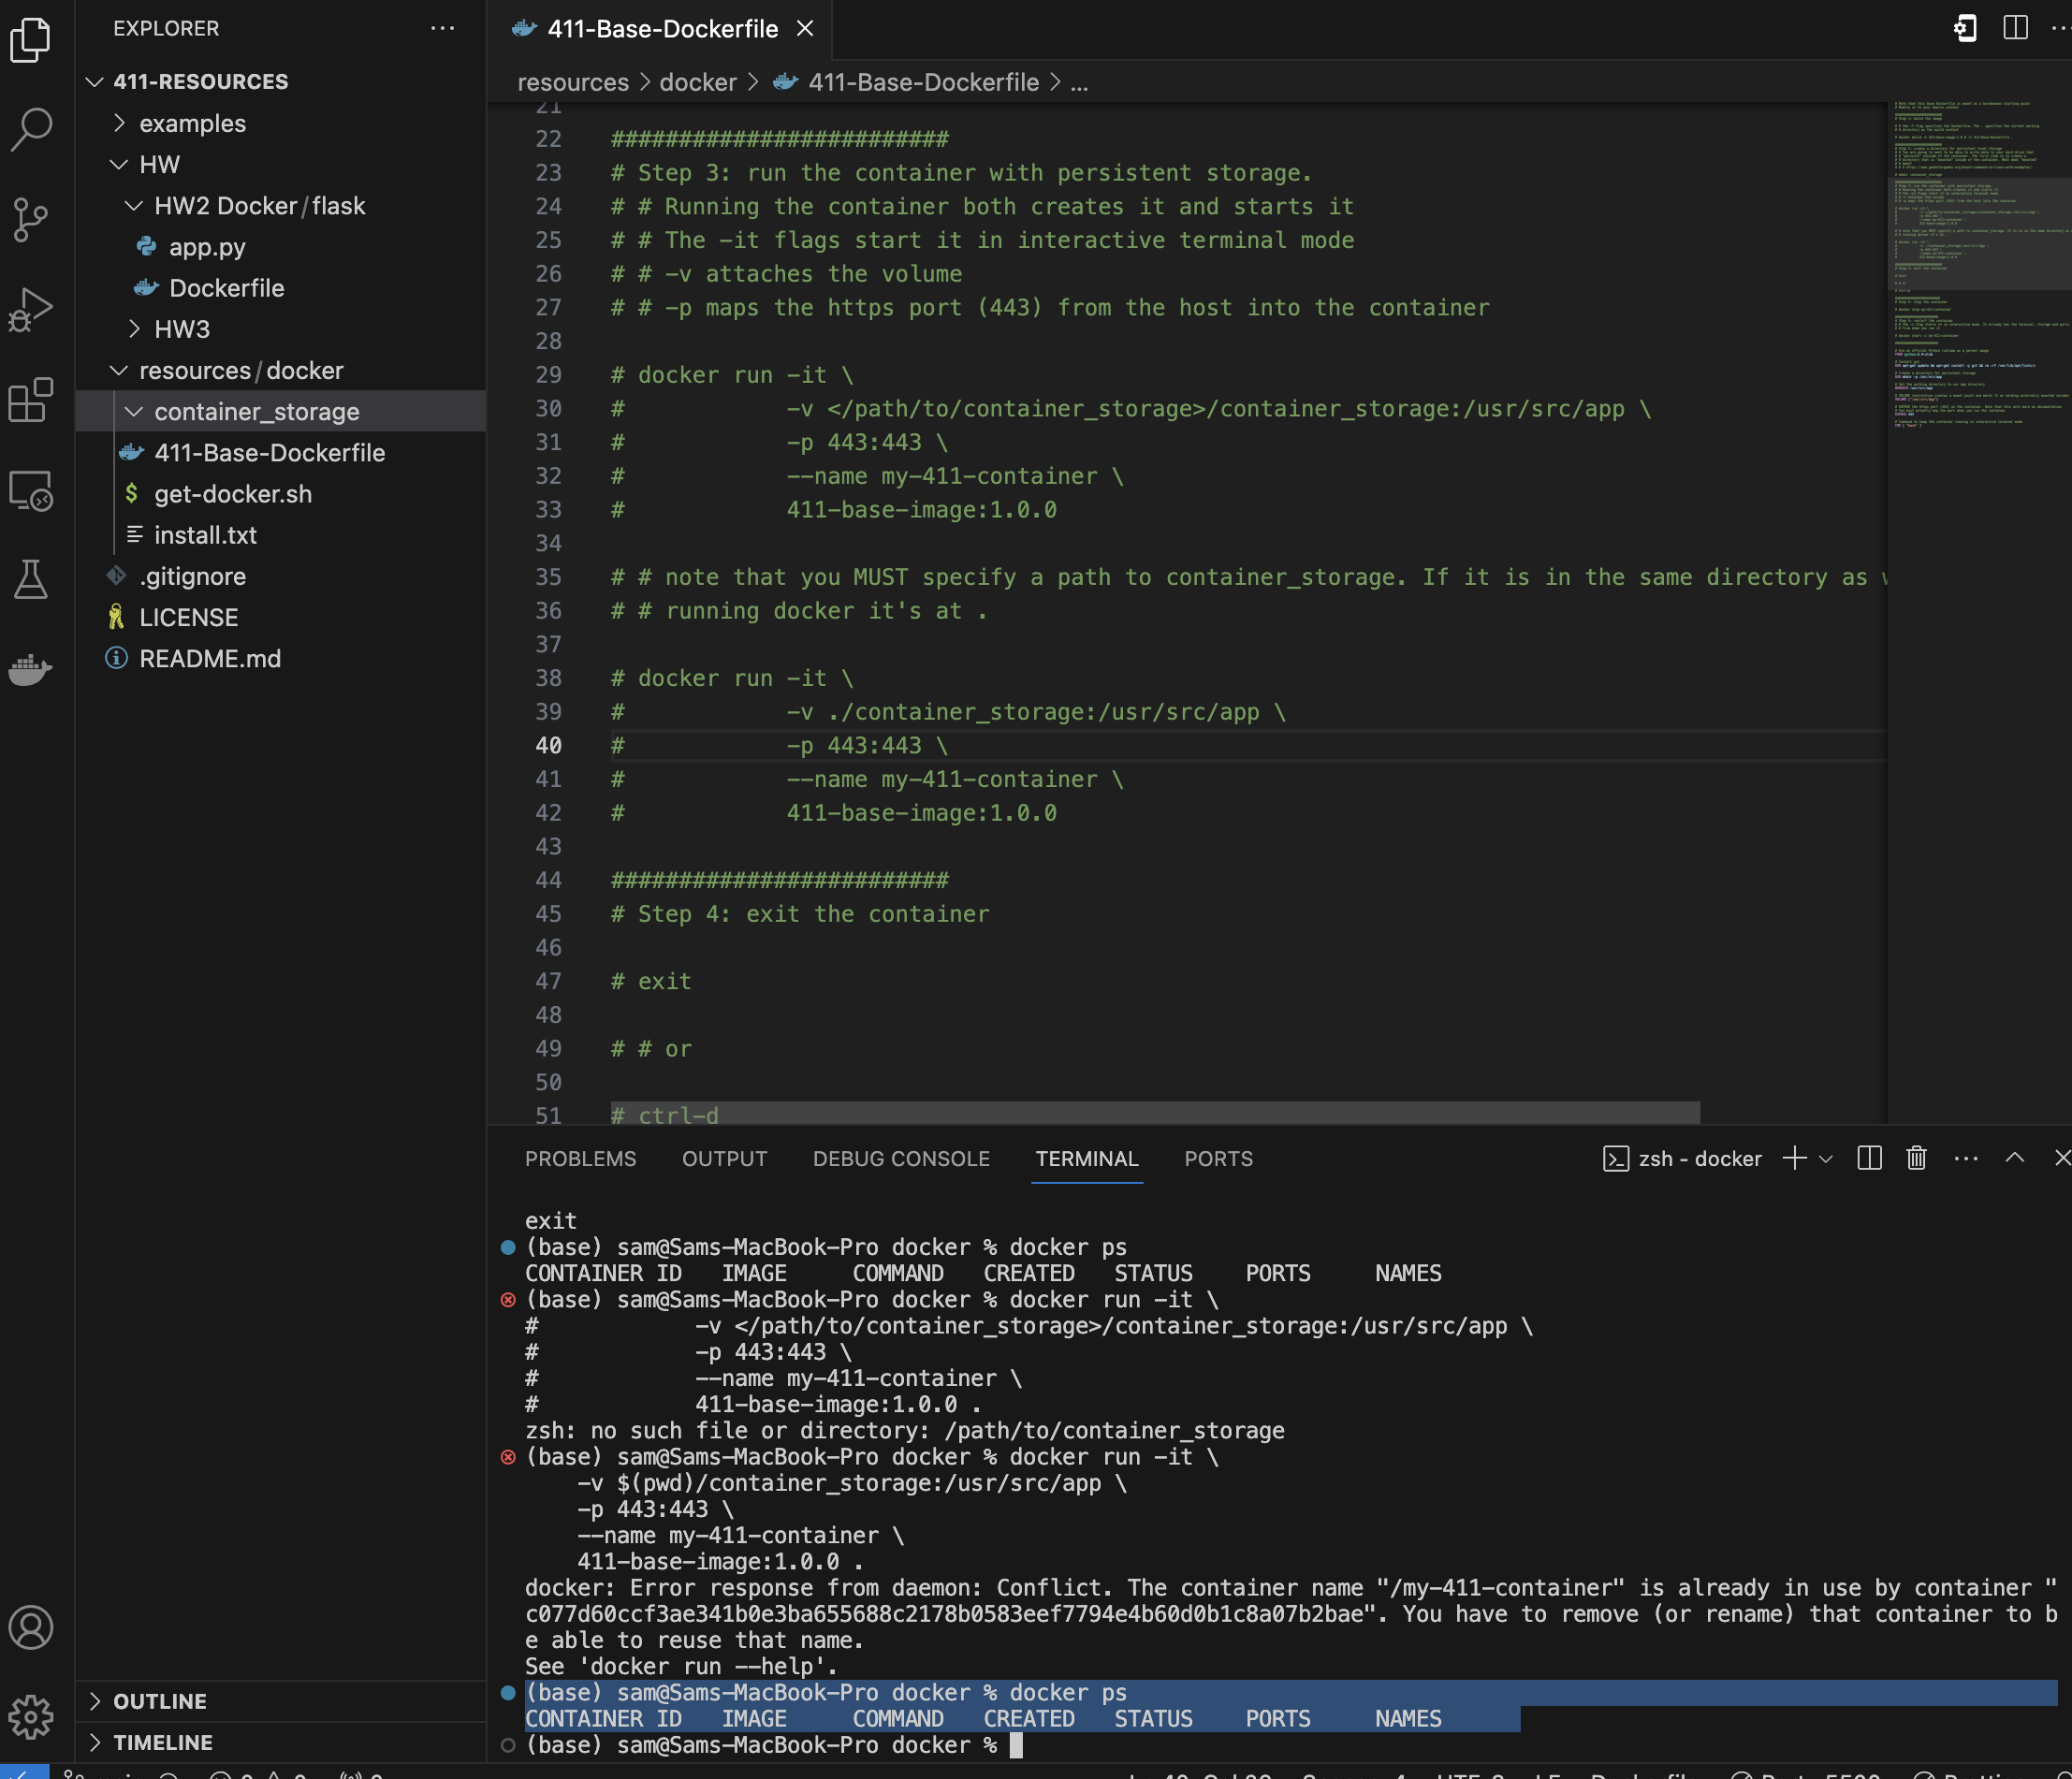 EXPLORER
411-RESOURCES
examples
HW
HW2 Docker/flask
app.py
Dockerfile
HW3
resources/docker
container_storage
411-Base-Dockerfile
get-docker.sh
install.txt
.gitignore
LICENSE
README.md
OUTLINE
TIMELINE
411-Base-Dockerfile
resources > docker > 411-Base-Dockerfile > ...
21
22 #########################
23 # Step 3: run the container with persistent storage.
24 # # Running the container both creates it and starts it
25 # # The -it flags start it in interactive terminal mode
26 # # -v attaches the volume
27 # # -p maps the https port (443) from the host into the container
28
29 # docker run -it \
30 #            -v </path/to/container_storage>/container_storage:/usr/src/app \
31 #            -p 443:443 \
32 #            --name my-411-container \
33 #            411-base-image:1.0.0
34
35 # # note that you MUST specify a path to container_storage. If it is in the same directory as
36 # # running docker it's at .
37
38 # docker run -it \
39 #            -v ./container_storage:/usr/src/app \
40 #            -p 443:443 \
41 #            --name my-411-container \
42 #            411-base-image:1.0.0
43
44 #########################
45 # Step 4: exit the container
46
47 # exit
48
49 # # or
50
51 # ctrl-d
PROBLEMS OUTPUT DEBUG CONSOLE TERMINAL PORTS zsh - docker
exit
(base) sam@Sams-MacBook-Pro docker % docker ps
CONTAINER ID   IMAGE     COMMAND   CREATED   STATUS    PORTS     NAMES
(base) sam@Sams-MacBook-Pro docker % docker run -it \
#            -v </path/to/container_storage>/container_storage:/usr/src/app \
#            -p 443:443 \
#            --name my-411-container \
#            411-base-image:1.0.0 .
zsh: no such file or directory: /path/to/container_storage
(base) sam@Sams-MacBook-Pro docker % docker run -it \
    -v $(pwd)/container_storage:/usr/src/app \
    -p 443:443 \
    --name my-411-container \
    411-base-image:1.0.0 .
docker: Error response from daemon: Conflict. The container name "/my-411-container" is already in use by container "
c077d60ccf3ae341b0e3ba655688c2178b0583eef7794e4b60d0b1c8a07b2bae". You have to remove (or rename) that container to b
e able to reuse that name.
See 'docker run --help'.
(base) sam@Sams-MacBook-Pro docker % docker ps
CONTAINER ID   IMAGE     COMMAND   CREATED   STATUS    PORTS     NAMES
(base) sam@Sams-MacBook-Pro docker %